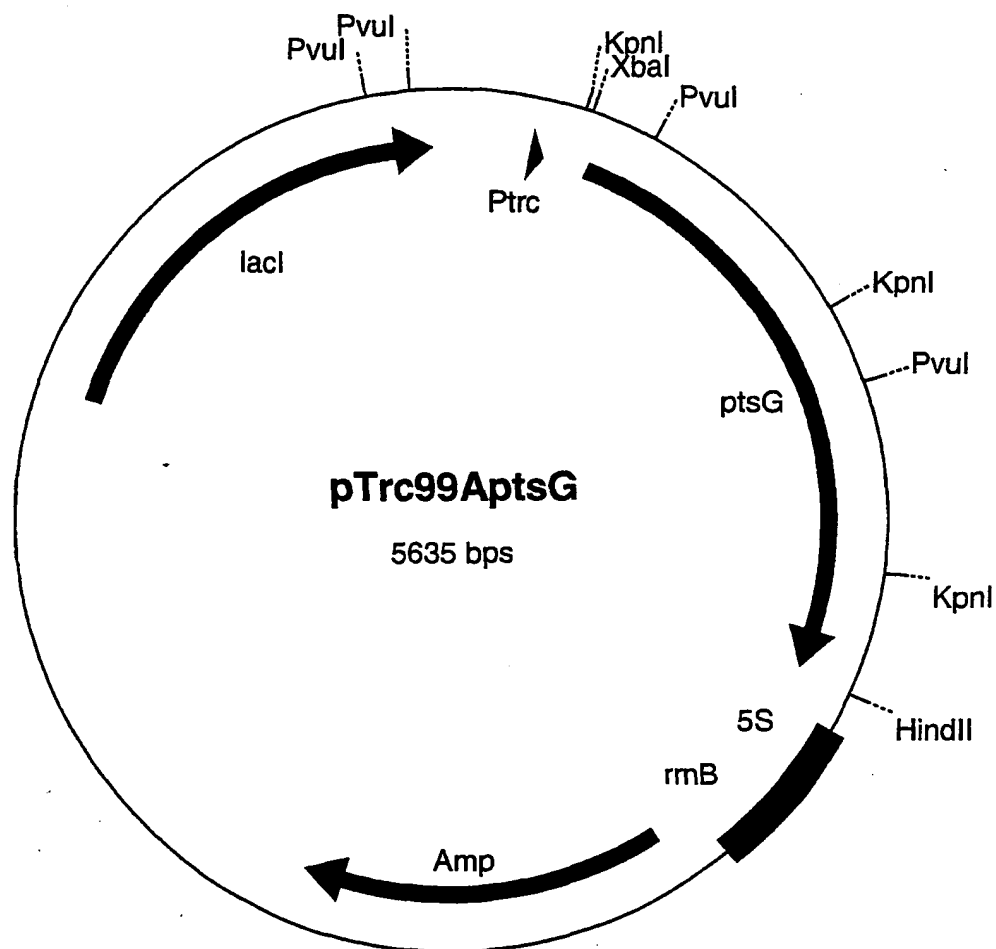 PvuI
PvuI
KpnI
XbaI
PvuI
Ptrc
lacI
KpnI
PvuI
ptsG
pTrc99AptsG
5635 bps
KpnI
5S
HindII
rrnB
Amp